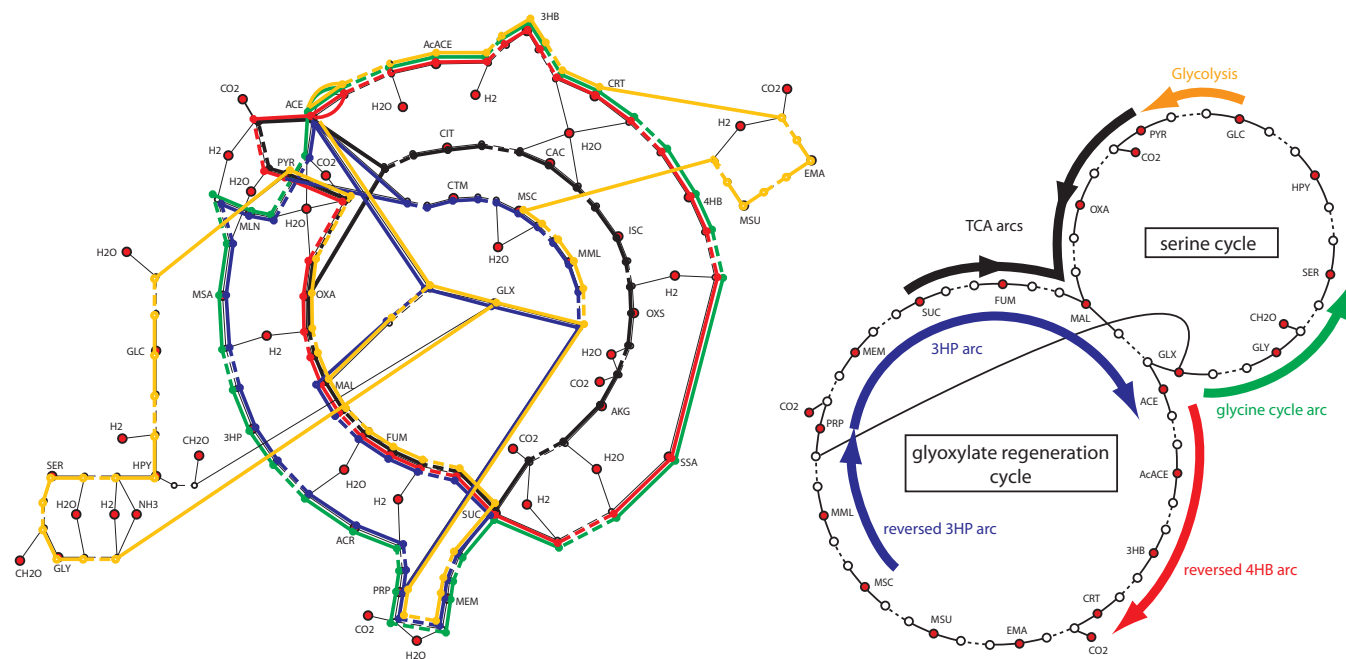 3HB
AcACE
CRT
CO2
CO2
ACE
H2O
H2
H2
CIT
H2O
H2
PYR
CO2
CAC
EMA
H2O
CTM
MSC
4HB
MSU
H2O
MLN
ISC
H2O
H2O
MML
MSA
OXA
GLX
H2
OXS
H2
H2O
GLC
CO2
MAL
AKG
H2
3HP
FUM
CO2
CH2O
H2O
SSA
SER
HPY
H2O
H2O
H2
NH3
H2
H2
SUC
ACR
CH2O
GLY
PRP
MEM
CO2
H2O
Glycolysis
PYR
GLC
CO2
HPY
OXA
TCA arcs
serine cycle
SER
FUM
SUC
MAL
CH2O
GLY
3HP arc
GLX
MEM
ACE
glycine cycle arc
CO2
PRP
glyoxylate regeneration
cycle
AcACE
MML
reversed 3HP arc
3HB
reversed 4HB arc
MSC
CRT
MSU
EMA
CO2